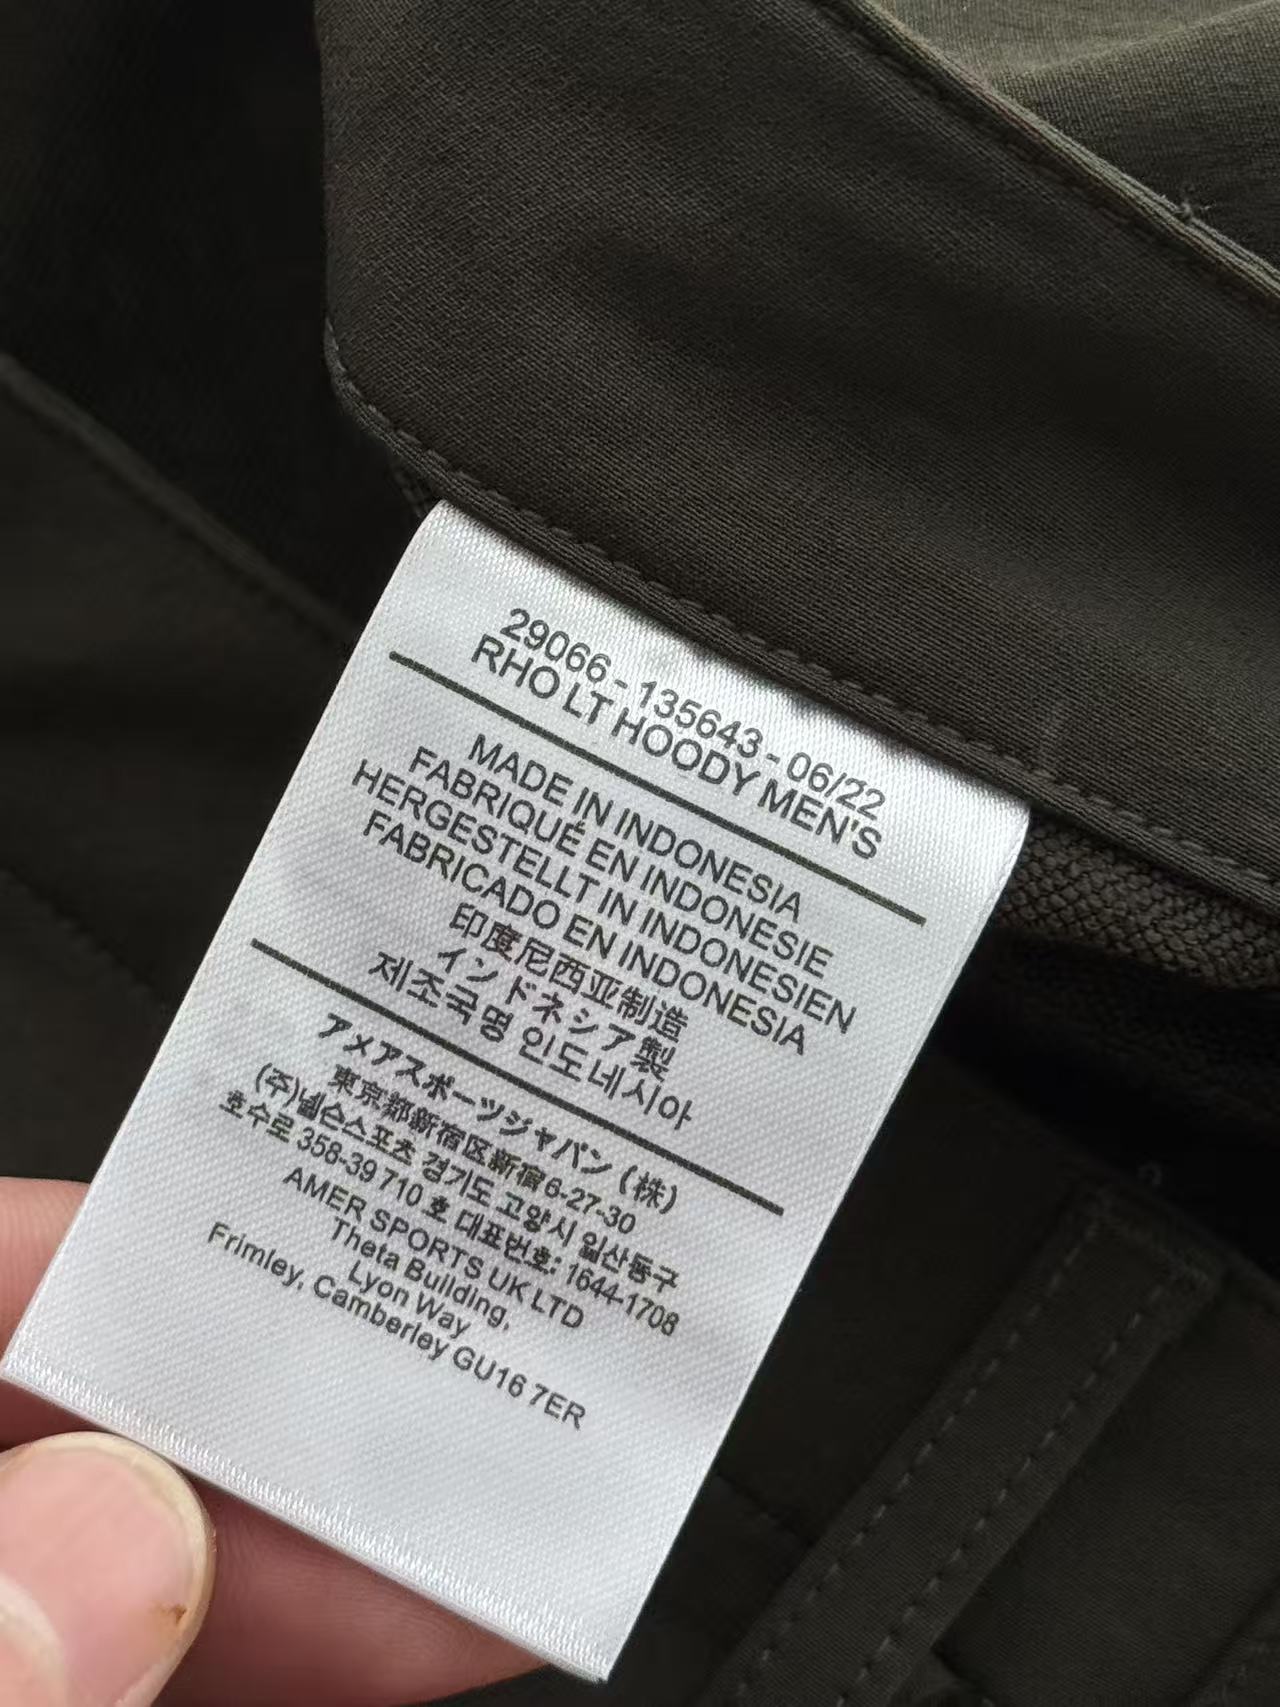 29066 - 135643 - 06/22
RHO LT HOODY MEN'S
MADE IN INDONESIA
FABRIQUÉ EN INDONESIE
HERGESTELLT IN INDONESIEN
FABRICADO EN INDONESIA
印度尼西亚制造
インドネシア製
제조국명 인도네시아
アメアスポーツジャパン (株)
東京都新宿区新宿6-27-30
(주)넬슨스포츠 경기도 고양시 일산동구
호수로 358-39 710 호 대표번호: 1644-1708
AMER SPORTS UK LTD
Theta Building,
Lyon Way
Frimley, Camberley GU16 7ER